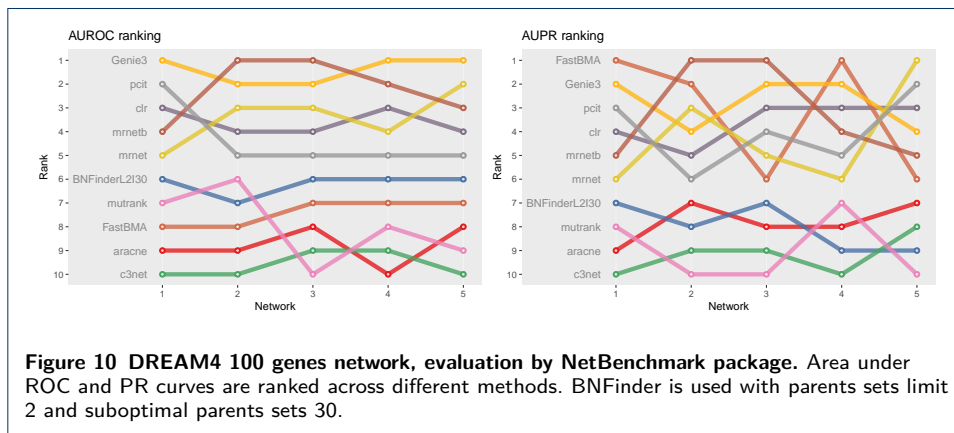 AUROC ranking
1
2
3
4
5
6
7
8
9
10
Rank
Genie3
pcit
clr
mrnetb
mrnet
BNFinderL2I30
mutrank
FastBMA
aracne
c3net
1 2 3 4 5
Network
AUPR ranking
1
2
3
4
5
6
7
8
9
10
Rank
FastBMA
Genie3
pcit
clr
mrnetb
mrnet
BNFinderL2I30
mutrank
aracne
c3net
1 2 3 4 5
Network
Figure 10 DREAM4 100 genes network, evaluation by NetBenchmark package. Area under
ROC and PR curves are ranked across different methods. BNFinder is used with parents sets limit
2 and suboptimal parents sets 30.